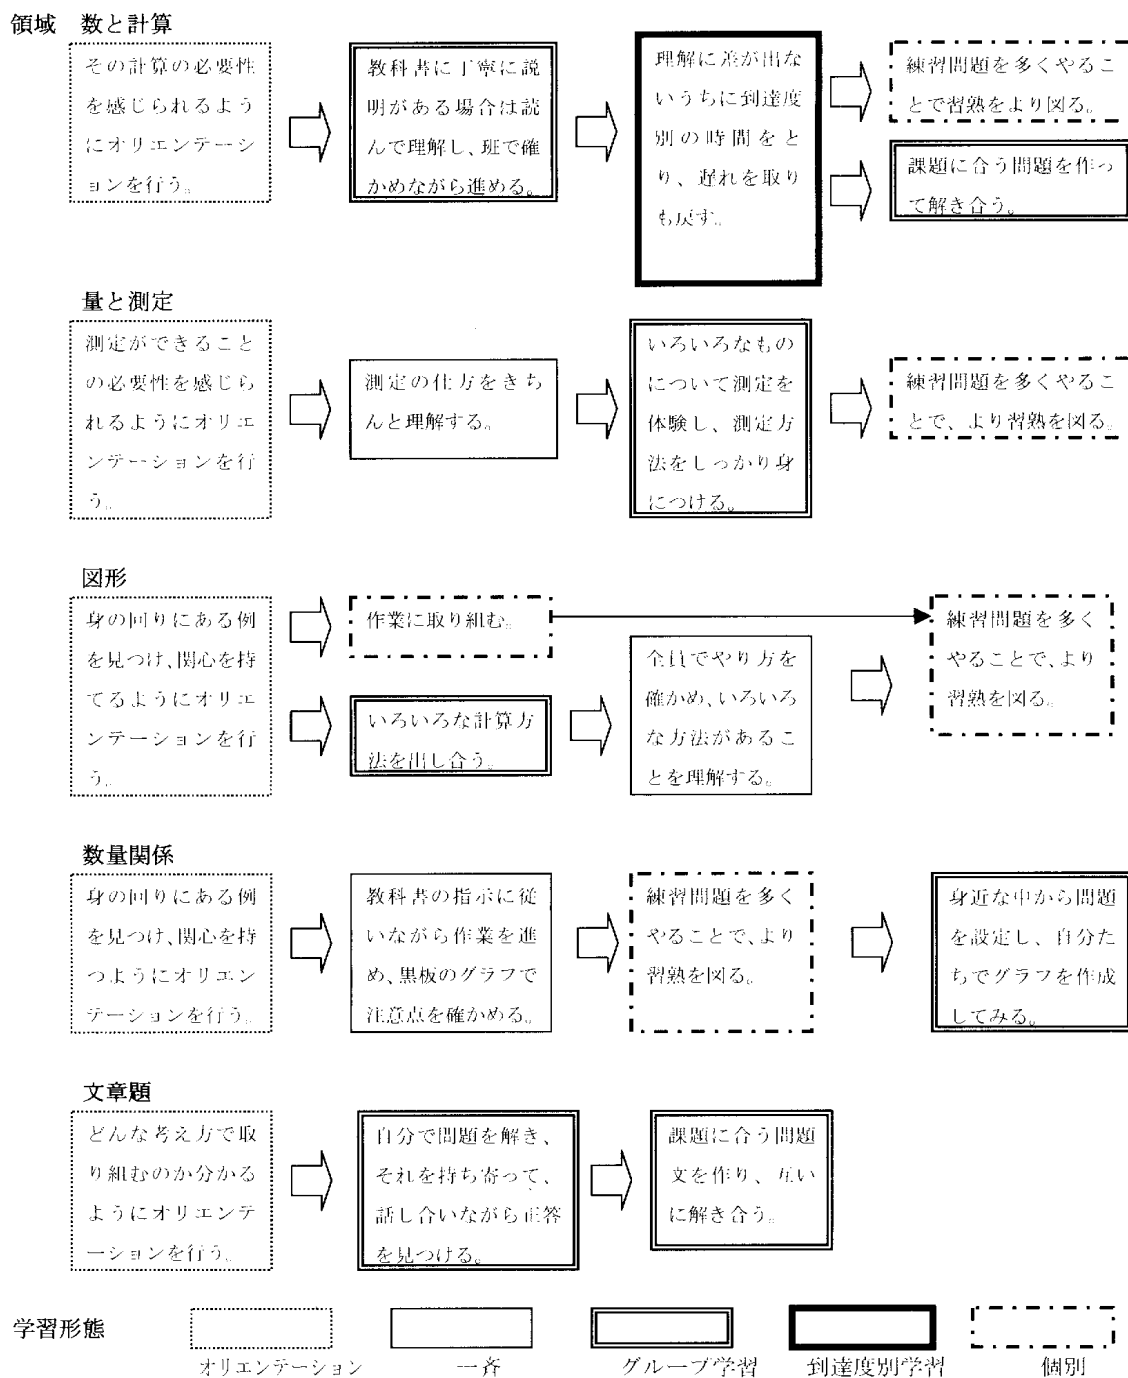 領域 数と計算
その計算の必要性
を感じられるよう
にオリエンテーシ
ョンを行う。
教科書に丁寧に説
明がある場合は読
んで理解し、班で確
かめながら進める。
理解に差が出な
いうちに到達度
別の時間をと
り、遅れを取り
も戻す。
練習問題を多くやるこ
とで習熟をより図る。
課題に合う問題を作っ
て解き合う。
量と測定
測定ができること
の必要性を感じら
れるようにオリエ
ンテーションを行
う。
測定の仕方をきち
んと理解する。
いろいろなもの
について測定を
体験し、測定方
法をしっかり身
につける。
練習問題を多くやるこ
とで、より習熟を図る。
図形
身の回りにある例
を見つけ、関心を持
てるようにオリエ
ンテーションを行
う。
作業に取り組む。
いろいろな計算方
法を出し合う。
全員でやり方を
確かめ、いろいろ
な方法があるこ
とを理解する。
練習問題を多く
やることで、より
習熟を図る。
数量関係
身の回りにある例
を見つけ、関心を持
つようにオリエン
テーションを行う。
教科書の指示に従
いながら作業を進
め、黒板のグラフで
注意点を確かめる。
練習問題を多く
やることで、より
習熟を図る。
身近な中から問題
を設定し、自分た
ちでグラフを作成
してみる。
文章題
どんな考え方で取
り組むのか分かる
ようにオリエンテ
ーションを行う。
自分で問題を解き、
それを持ち寄って、
話し合いながら正答
を見つける。
課題に合う問題
文を作り、互い
に解き合う。
学習形態
オリエンテーション 一斉 グループ学習 到達度別学習 個別